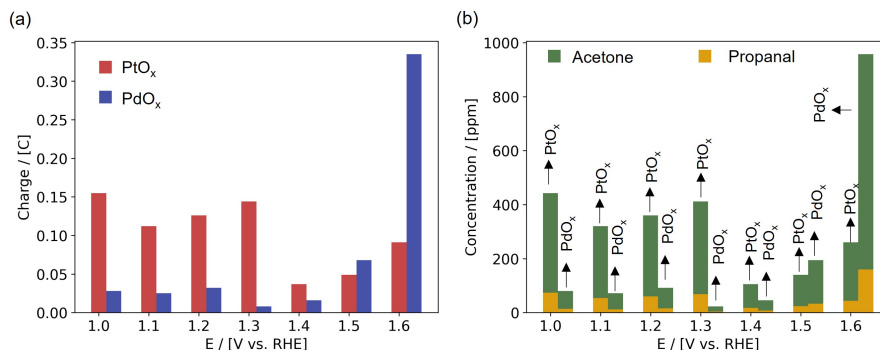 (a)
0.35
0.30
0.25
0.20
0.15
0.10
0.05
0.00
Charge / [C]
PtOx
PdOx
1.0 1.1 1.2 1.3 1.4 1.5 1.6
E / [V vs. RHE]
(b)
1000
800
600
400
200
0
Concentration / [ppm]
Acetone Propanal
PtOx
PdOx
PtOx
PdOx
PtOx
PdOx
PtOx
PdOx
PtOx
PdOx
PtOx
PdOx
PtOx
PdOx
1.0 1.1 1.2 1.3 1.4 1.5 1.6
E / [V vs. RHE]